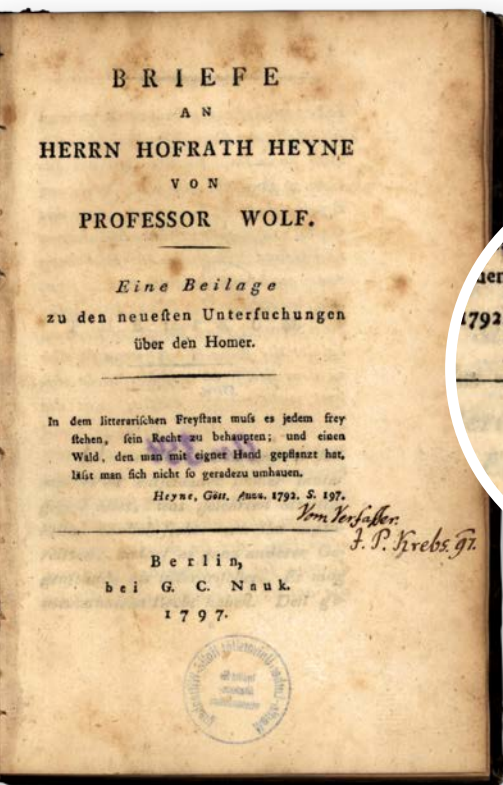 BRIEFE
AN
HERRN HOFRATH HEYNE
VON
PROFESSOR WOLF.
Eine Beilage
zu den neueſten Unterſuchungen
über den Homer.
In dem litterariſchen Freyſtaat muſs es jedem frey
ſtehen, ſein Recht zu behaupten; und einen
Wald, den man mit eigner Hand gepflanzt hat,
läſst man ſich nicht ſo geradezu umhauen.
Heyne, Gött. Anz. 1792. S. 197.
Vom Verfaſſer.
J. P. Krebs. 97.
Berlin,
bei G. C. Nauk.
1797.
1792